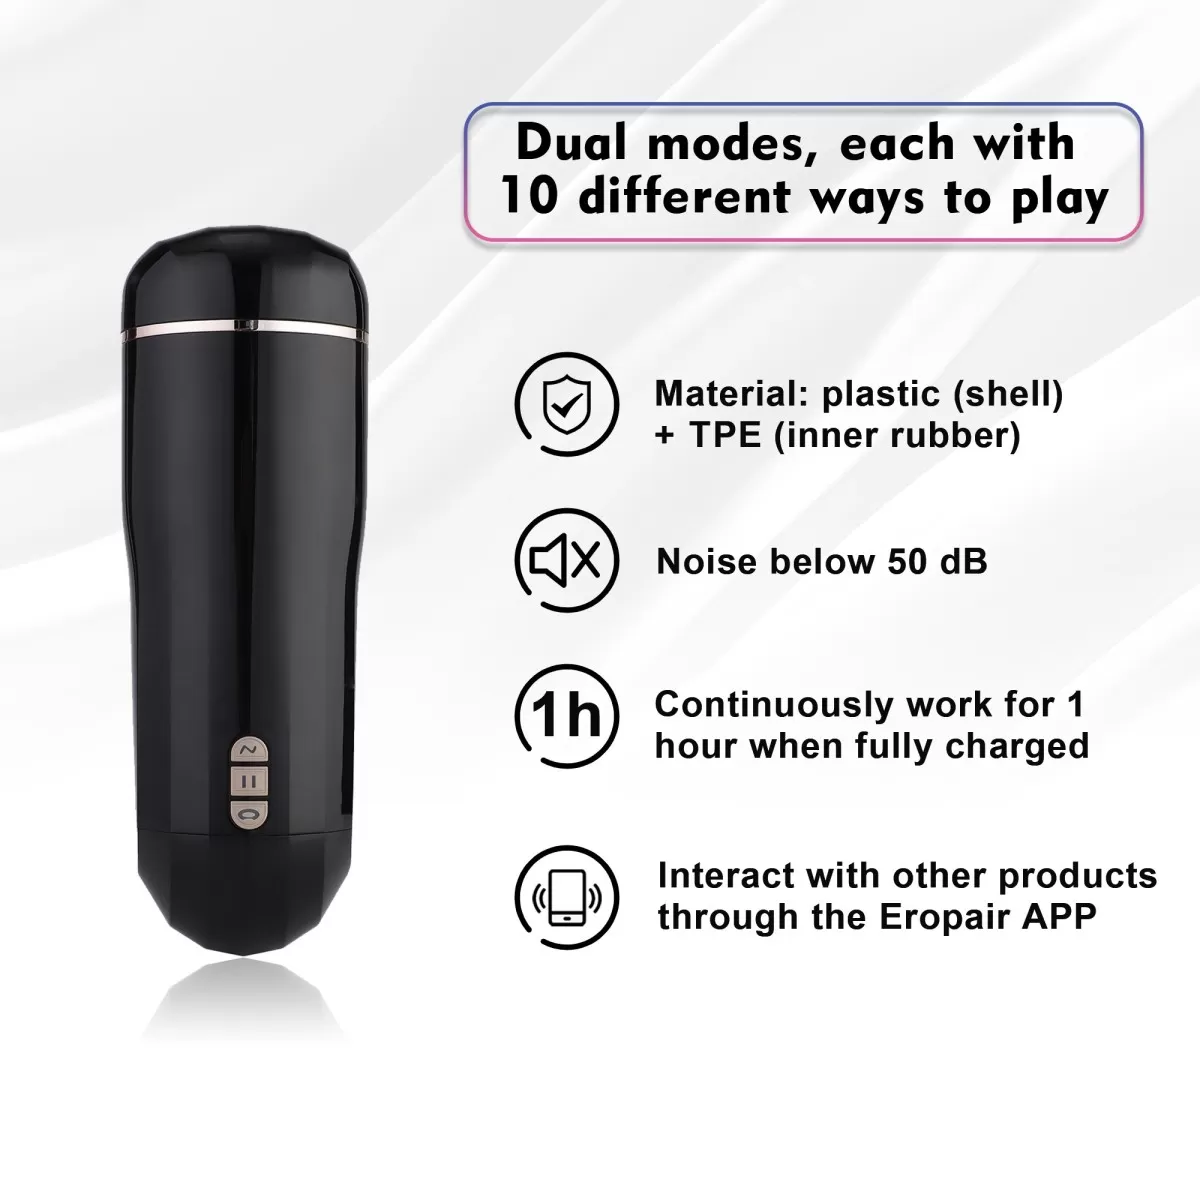 Dual modes, each with
10 different ways to play
Material: plastic (shell)
+ TPE (inner rubber)
Noise below 50 dB
1h
Continuously work for 1
hour when fully charged
Interact with other products
through the Eropair APP